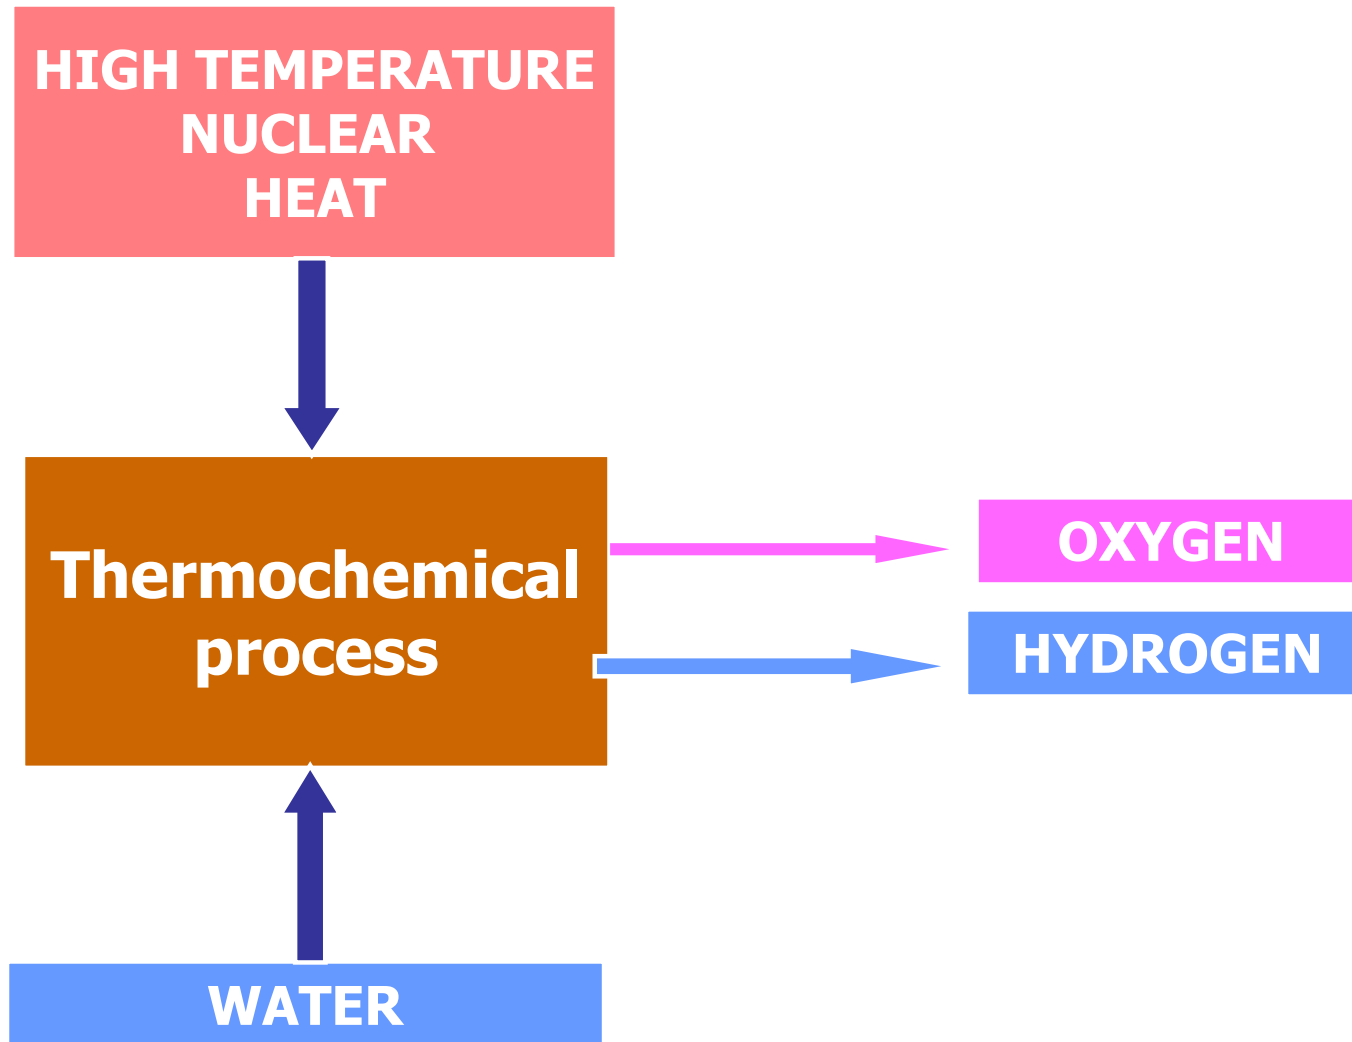 HIGH TEMPERATURE
NUCLEAR
HEAT
Thermochemical
process
OXYGEN
HYDROGEN
WATER